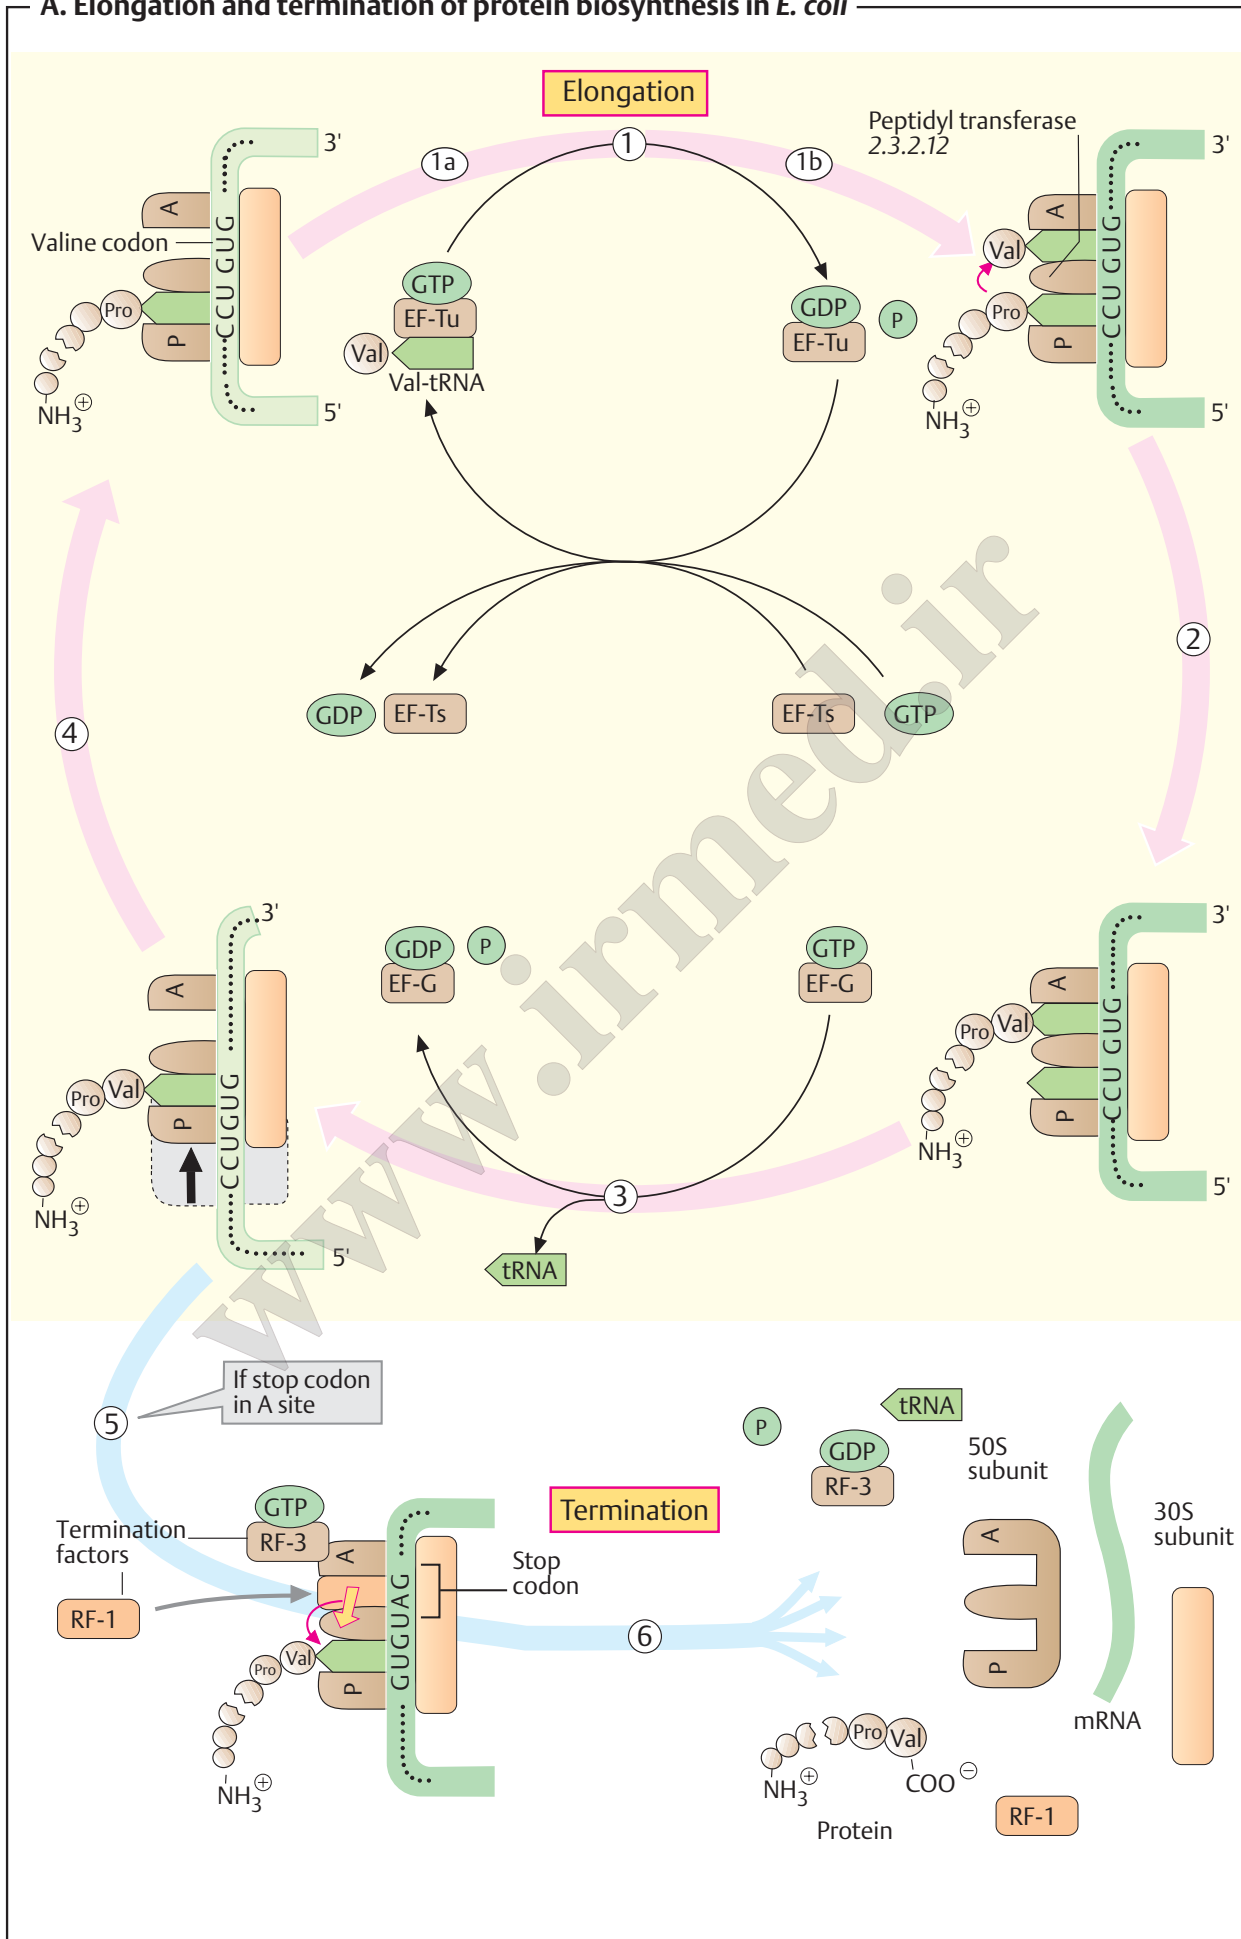 A. Elongation and termination of protein biosynthesis in E. coli
Elongation
3'
1a
1
1b
Peptidyl transferase
2.3.2.12
3'
A
Valine codon
CCU GUG
Pro
P
NH3 +
5'
GTP
EF-Tu
Val
Val-tRNA
GDP
EF-Tu
P
A
Val
Pro
P
CCU GUG
NH3 +
5'
2
4
GDP
EF-Ts
EF-Ts
GTP
3'
A
Pro
Val
P
CCUGUG
NH3 +
5'
GDP
EF-G
P
GTP
EF-G
3
tRNA
3'
A
Pro
Val
P
CCU GUG
NH3 +
5'
www.irmed.ir
If stop codon
in A site
5
GTP
RF-3
Termination
factors
RF-1
A
Stop
codon
GUGUAG
Val
Pro
P
NH3 +
Termination
6
P
GDP
RF-3
tRNA
50S
subunit
A
P
mRNA
30S
subunit
Pro
Val
NH3 +
COO −
Protein
RF-1